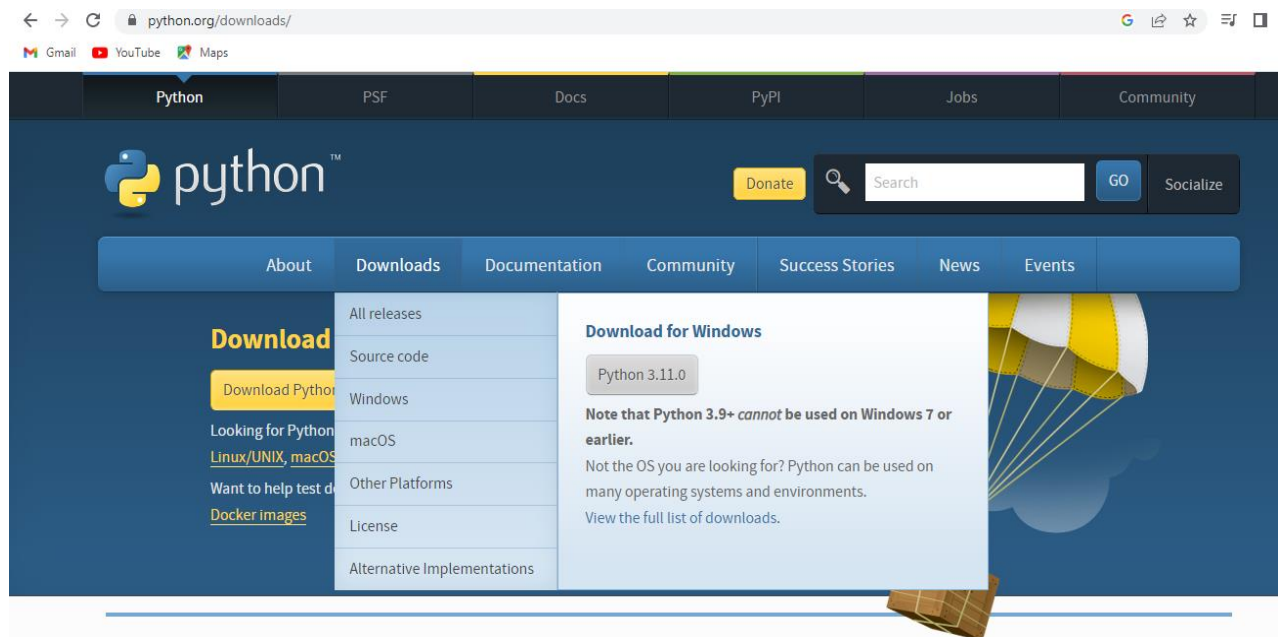 python.org/downloads/
Gmail YouTube Maps
Python PSF Docs PyPI Jobs Community
python™
Donate Search GO Socialize
About Downloads Documentation Community Success Stories News Events
Download
Download Python
Looking for Python
Linux/UNIX, macOS
Want to help test
Docker images
All releases
Source code
Windows
macOS
Other Platforms
License
Alternative Implementations
Download for Windows
Python 3.11.0
Note that Python 3.9+ cannot be used on Windows 7 or
earlier.
Not the OS you are looking for? Python can be used on
many operating systems and environments.
View the full list of downloads.